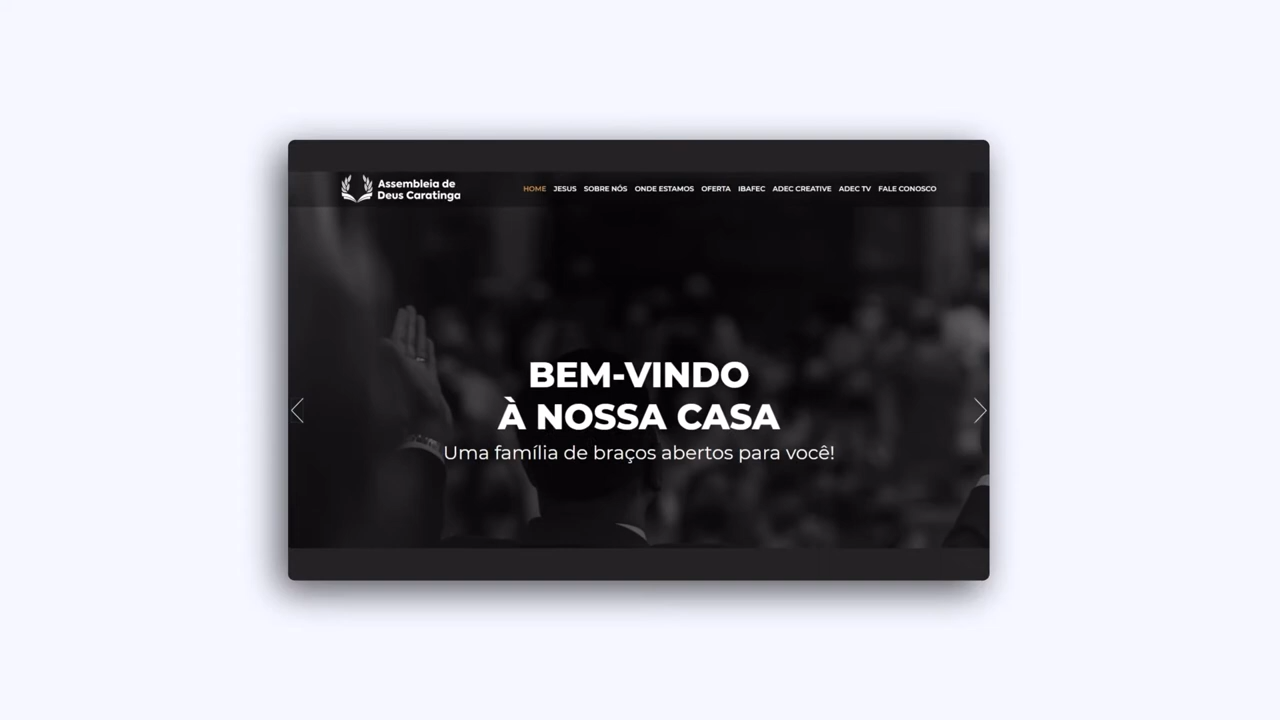 Assembleia de
Deus Caratinga
HOME JESUS SOBRE NÓS ONDE ESTAMOS OFERTA IBAFEC ADEC CREATIVE ADEC TV FALE CONOSCO
BEM-VINDO
À NOSSA CASA
Uma família de braços abertos para você!